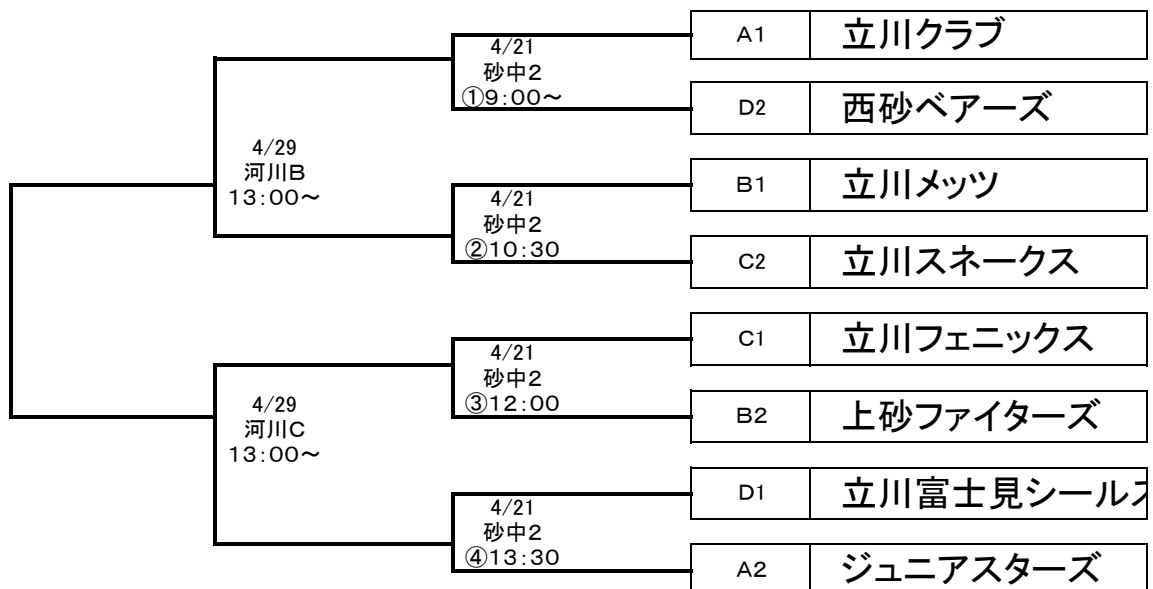 4/21
砂中2
①9:00～
A1 立川クラブ
D2 西砂ベアーズ
4/29
河川B
13:00～
4/21
砂中2
②10:30
B1 立川メッツ
C2 立川スネークス
4/21
砂中2
③12:00
C1 立川フェニックス
B2 上砂ファイターズ
4/29
河川C
13:00～
4/21
砂中2
④13:30
D1 立川富士見シールズ
A2 ジュニアスターズ